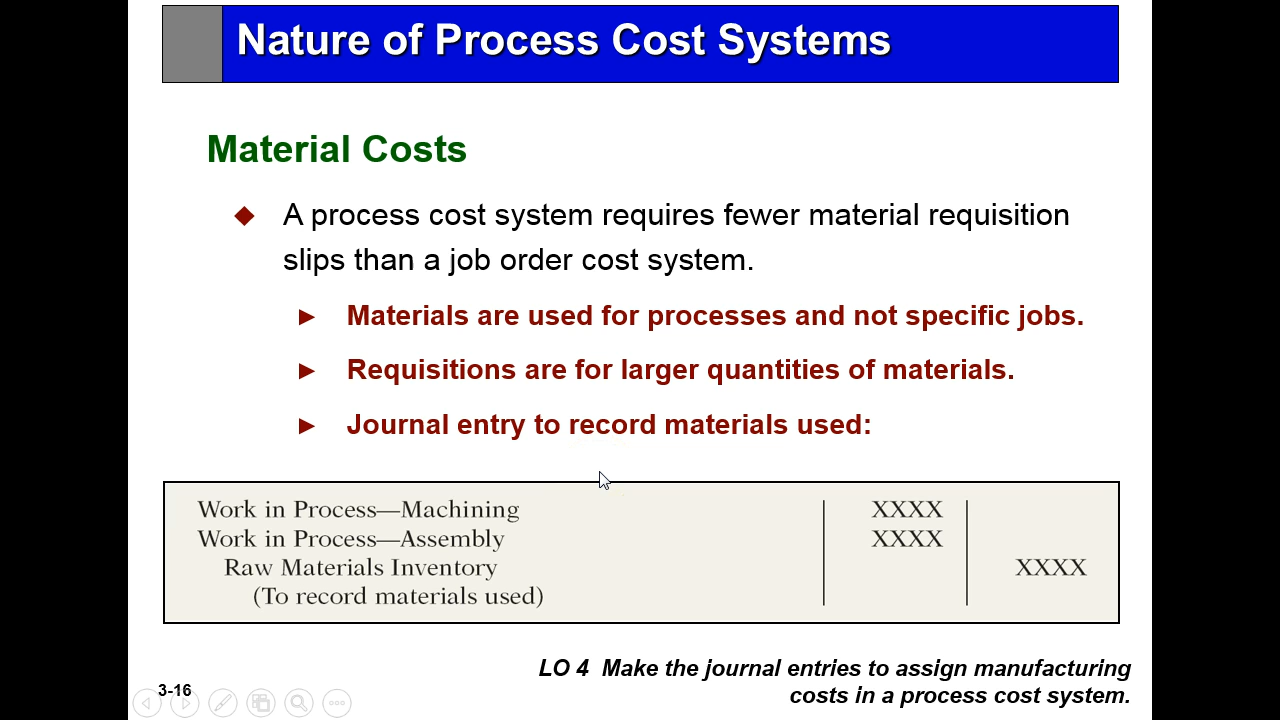 Nature of Process Cost Systems
Material Costs
A process cost system requires fewer material requisition
slips than a job order cost system.
Materials are used for processes and not specific jobs.
Requisitions are for larger quantities of materials.
Journal entry to record materials used:
Work in Process—Machining XXXX
Work in Process—Assembly XXXX
Raw Materials Inventory XXXX
(To record materials used)
LO 4 Make the journal entries to assign manufacturing
costs in a process cost system.
3-16